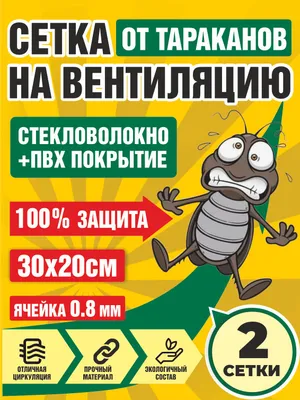 СЕТКА ОТ ТАРАКАНОВ
НА ВЕНТИЛЯЦИЮ
СТЕКЛОВОЛОКНО
+ПВХ ПОКРЫТИЕ
100% ЗАЩИТА
30х20см
ЯЧЕЙКА 0.8 мм
ОТЛИЧНАЯ
ЦИРКУЛЯЦИЯ
ПРОЧНЫЙ
МАТЕРИАЛ
ЭКОЛОГИЧНЫЙ
СОСТАВ
2
СЕТКИ